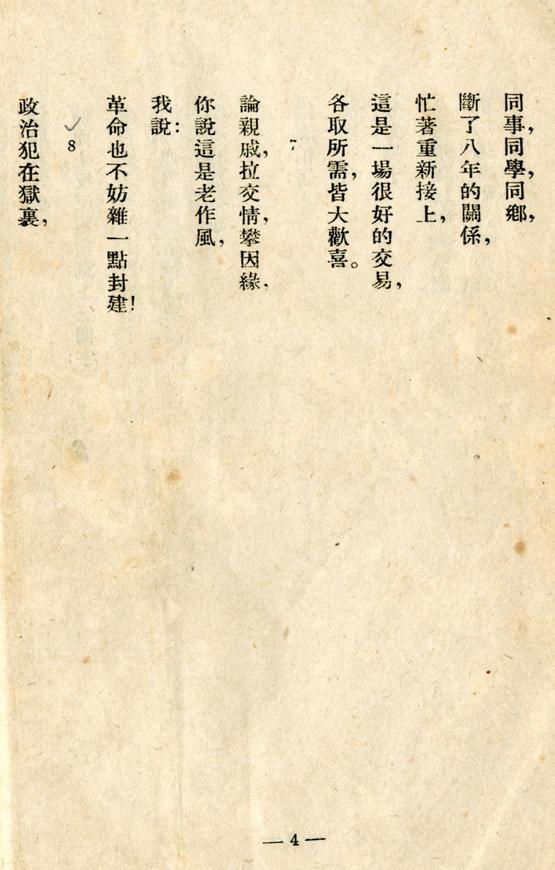 同事，同學，同鄉，
斷了八年的關係，
忙著重新接上，
這是一場很好的交易，
各取所需，皆大歡喜。
7
論親戚，拉交情，攀因緣，
你說這是老作風，
我說：
革命也不妨雜一點封建！
8
政治犯在獄裏，
—4—